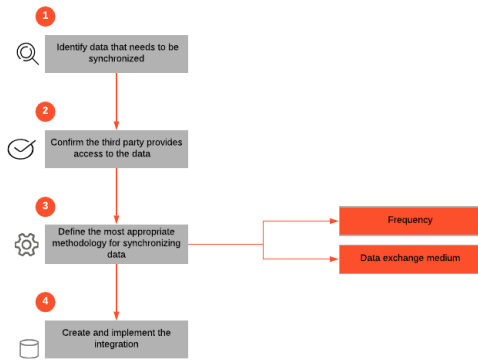 1
Identify data that needs to be
synchronized
2
Confirm the third party provides
access to the data
3
Define the most appropriate
methodology for synchronizing
data
Frequency
Data exchange medium
4
Create and implement the
integration